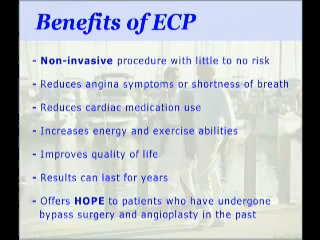 Benefits of ECP
- Non-invasive procedure with little to no risk
- Reduces angina symptoms or shortness of breath
- Reduces cardiac medication use
- Increases energy and exercise abilities
- Improves quality of life
- Results can last for years
- Offers HOPE to patients who have undergone
bypass surgery and angioplasty in the past